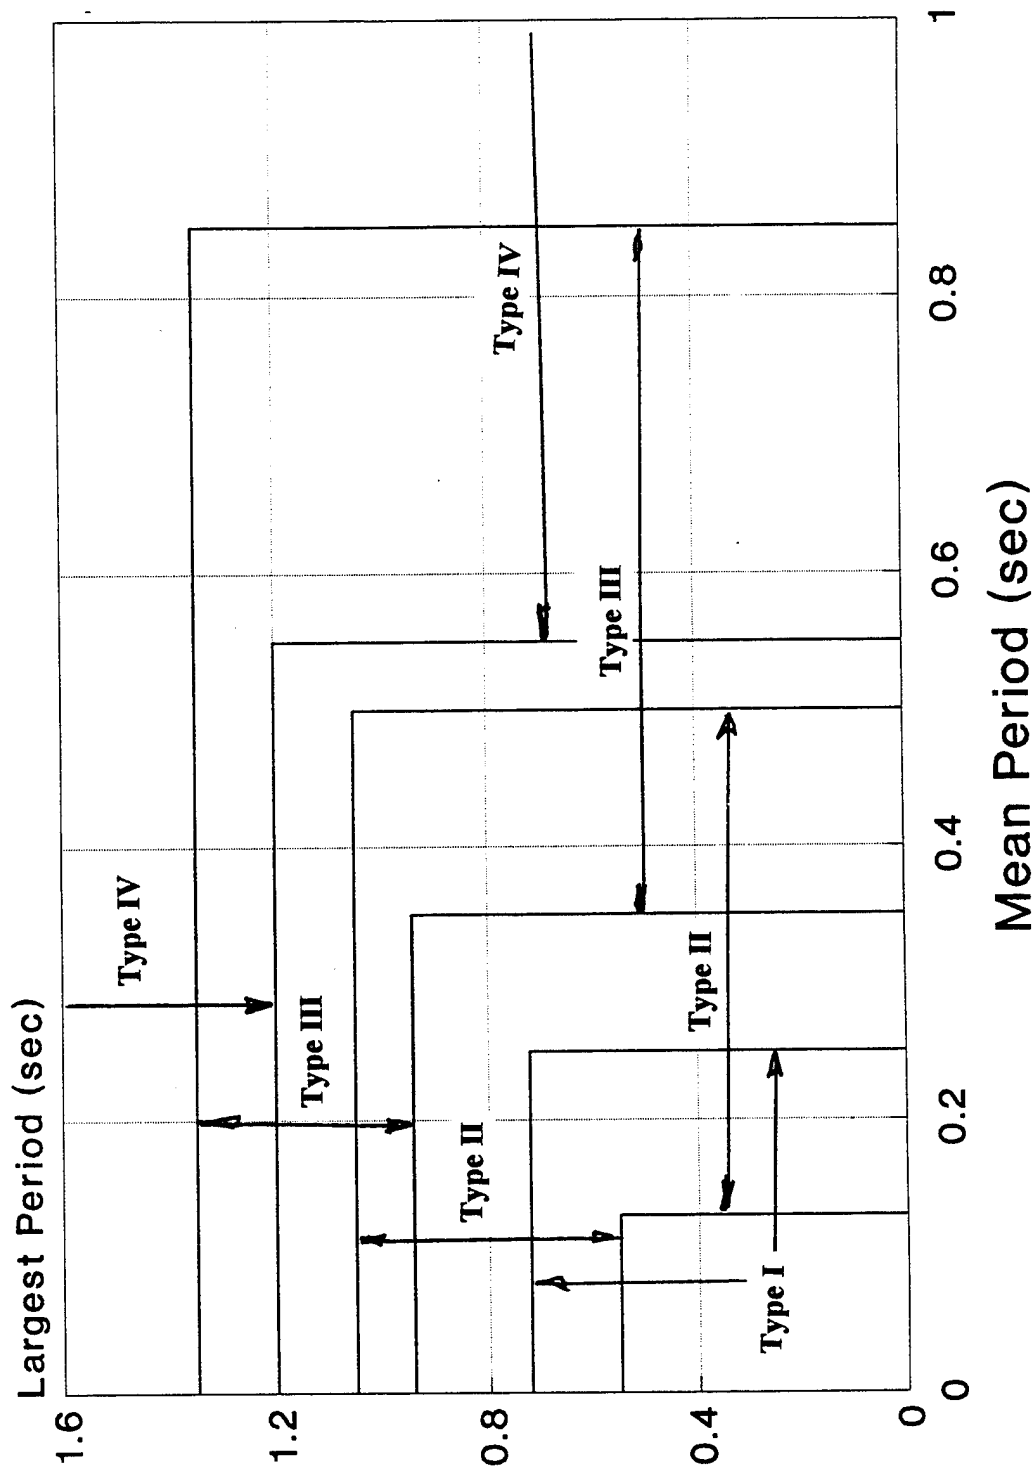 Largest Period (sec)
1.6
1.2
0.8
0.4
0
Type IV
Type III
Type II
Type I
Type IV
Type III
Type II
0
0.2
0.4
0.6
0.8
1
Mean Period (sec)